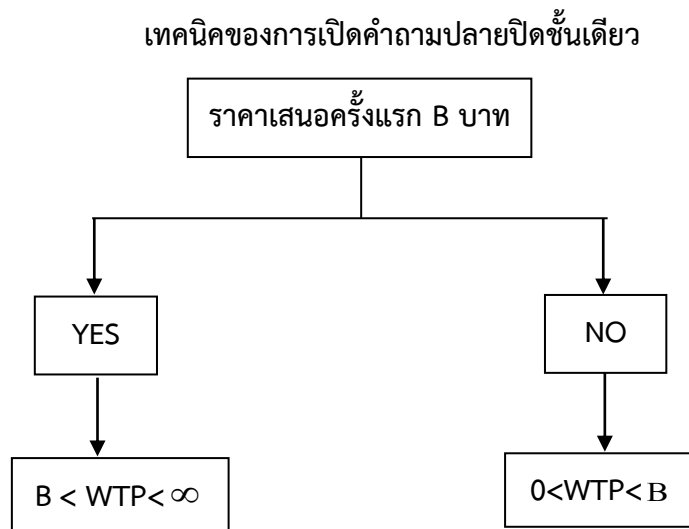 เทคนิคของการเปิดคำถามปลายปิดชั้นเดียว
ราคาเสนอครั้งแรก B บาท
YES
NO
B < WTP< ∞
0<WTP< B